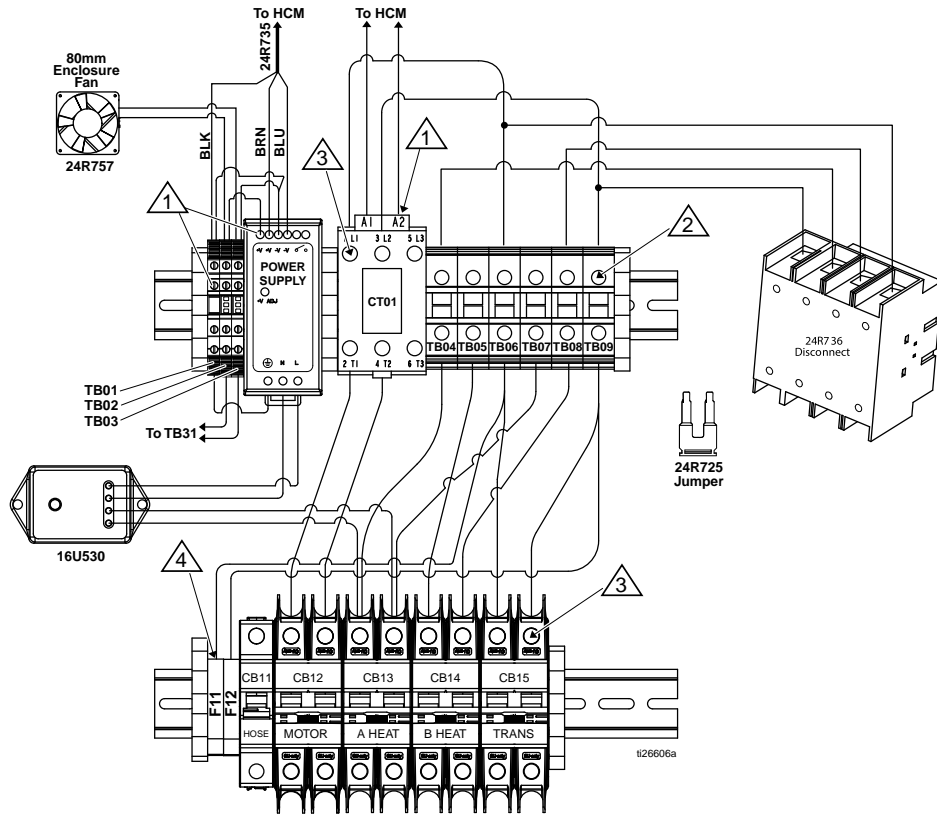 To HCM
To HCM
24R735
80mm
Enclosure
Fan
24R757
BLK
BRN
BLU
1
3
1
2
A1
A2
L1
3 L2
5 L3
+V +V -V -V
POWER
SUPPLY
+V ADJ
N L
CT01
2 T1
4 T2
6 T3
TB04
TB05
TB06
TB07
TB08
TB09
24R736
Disconnect
TB01
TB02
TB03
To TB31
24R725
Jumper
16U530
4
3
F11
F12
CB11
CB12
CB13
CB14
CB15
HOSE
MOTOR
A HEAT
B HEAT
TRANS
ti26606a